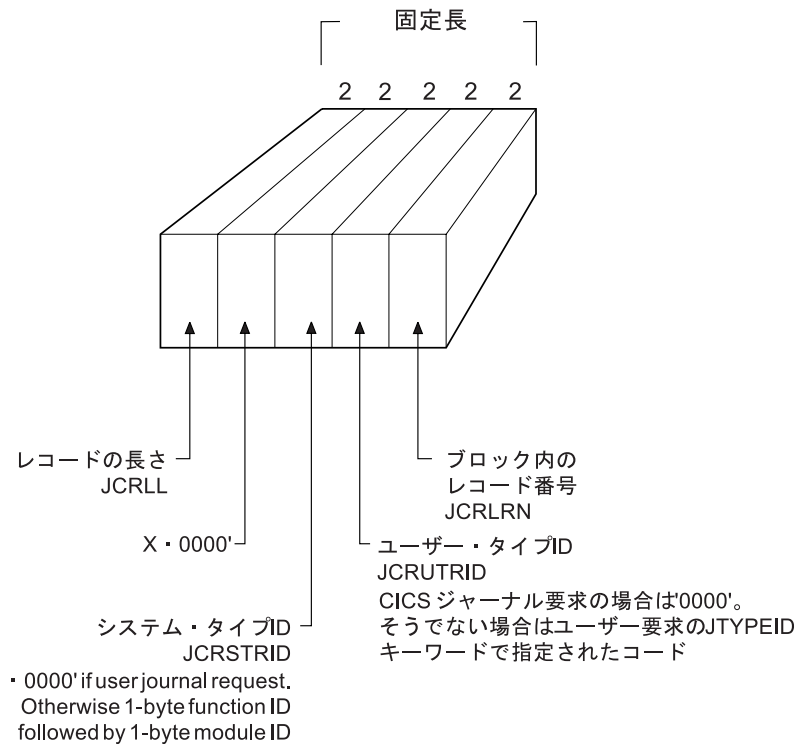 固定長
2 2 2 2 2
レコードの長さ
JCRLL
ブロック内の
レコード番号
JCRLRN
X・0000'
ユーザー・タイプID
JCRUTRID
CICS ジャーナル要求の場合は'0000'。
そうでない場合はユーザー要求のJTYPEID
キーワードで指定されたコード
システム・タイプID
JCRSTRID
・0000' if user journal request.
Otherwise 1-byte function ID
followed by 1-byte module ID